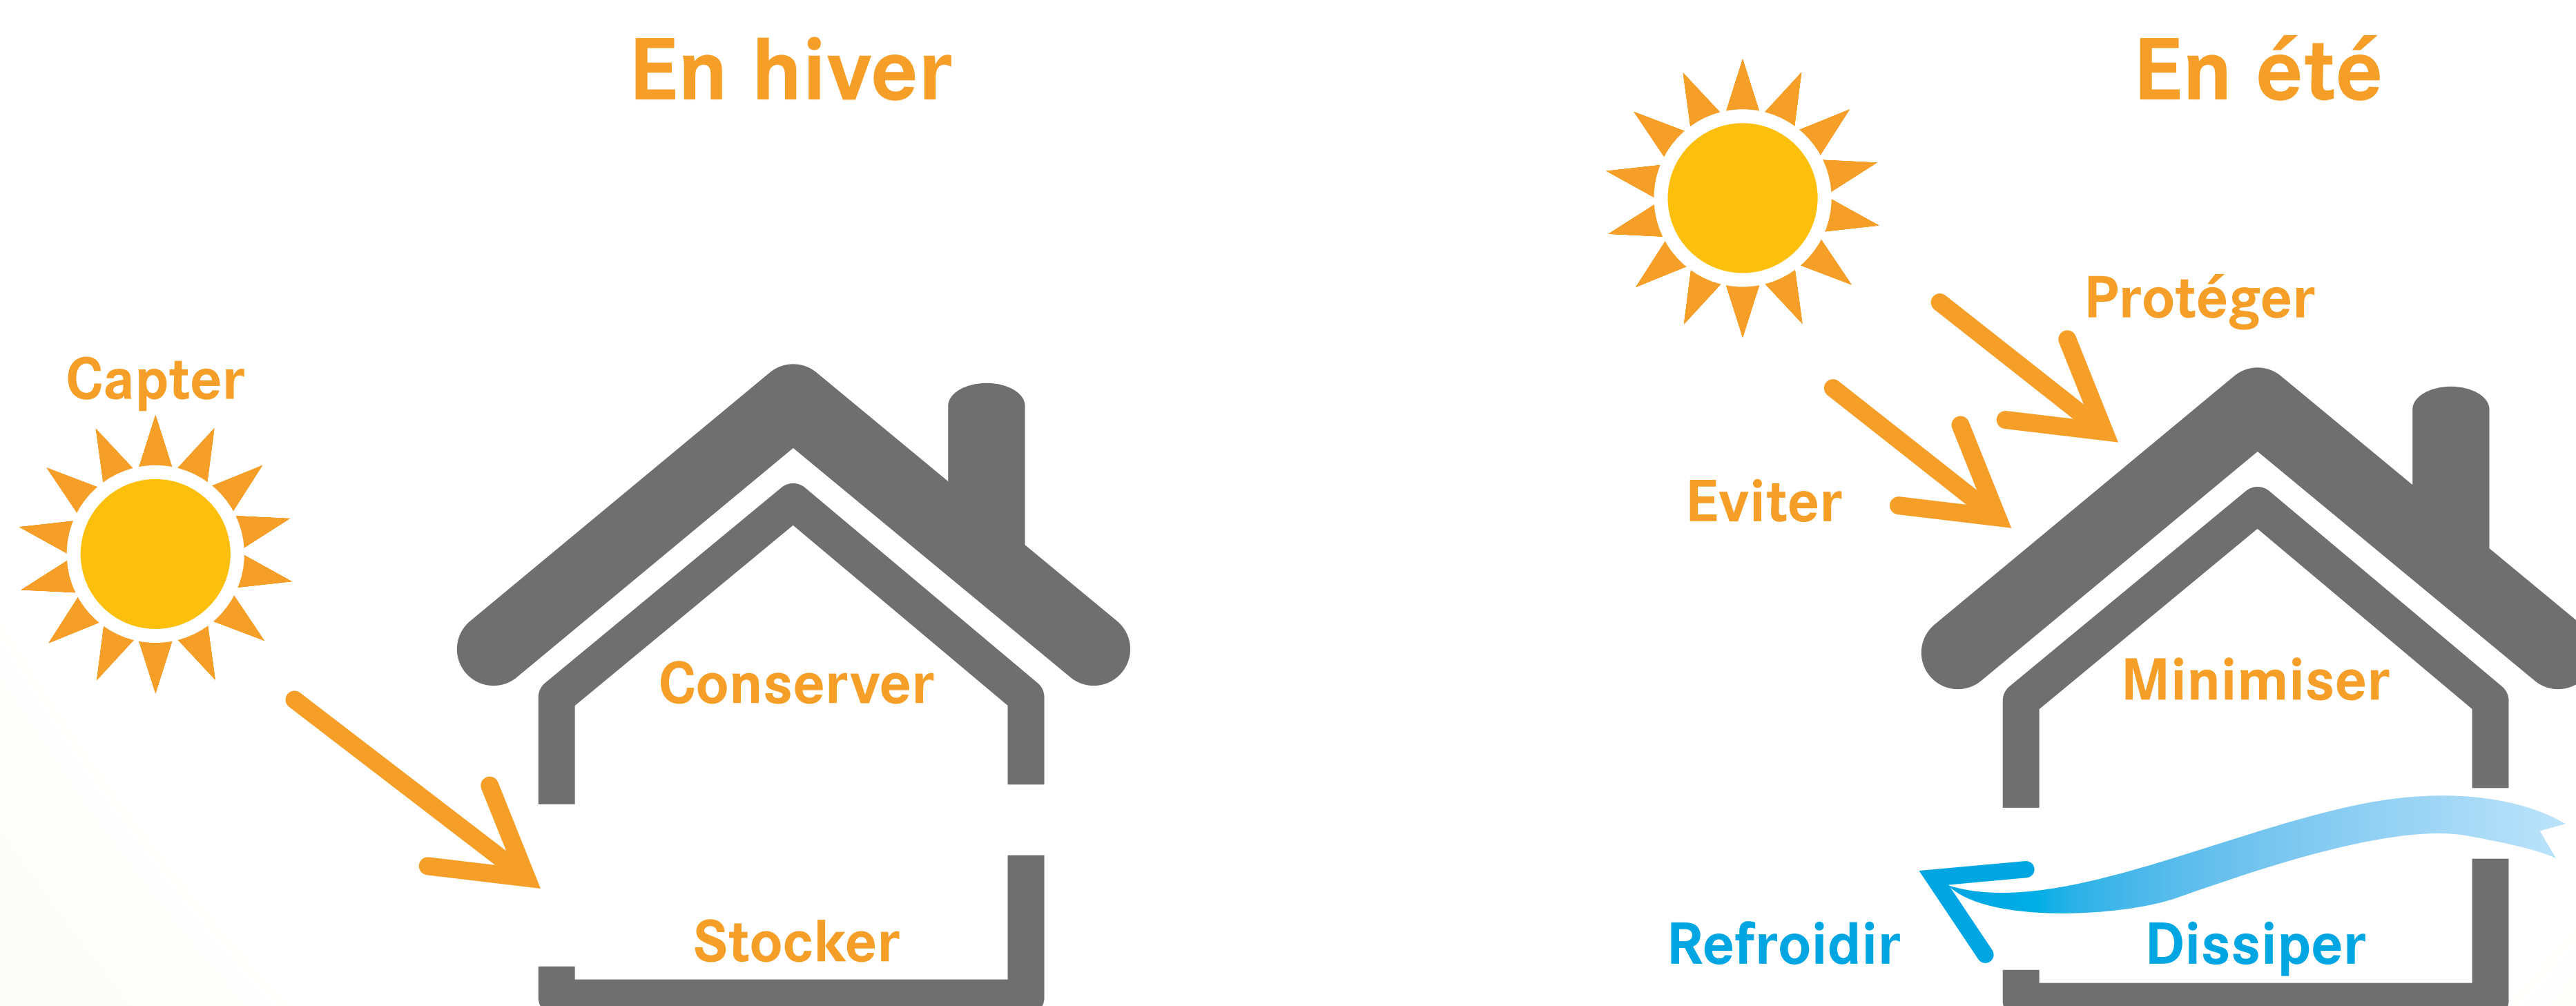 En hiver
Capter
Conserver
Stocker
En été
Protéger
Eviter
Minimiser
Refroidir
Dissiper